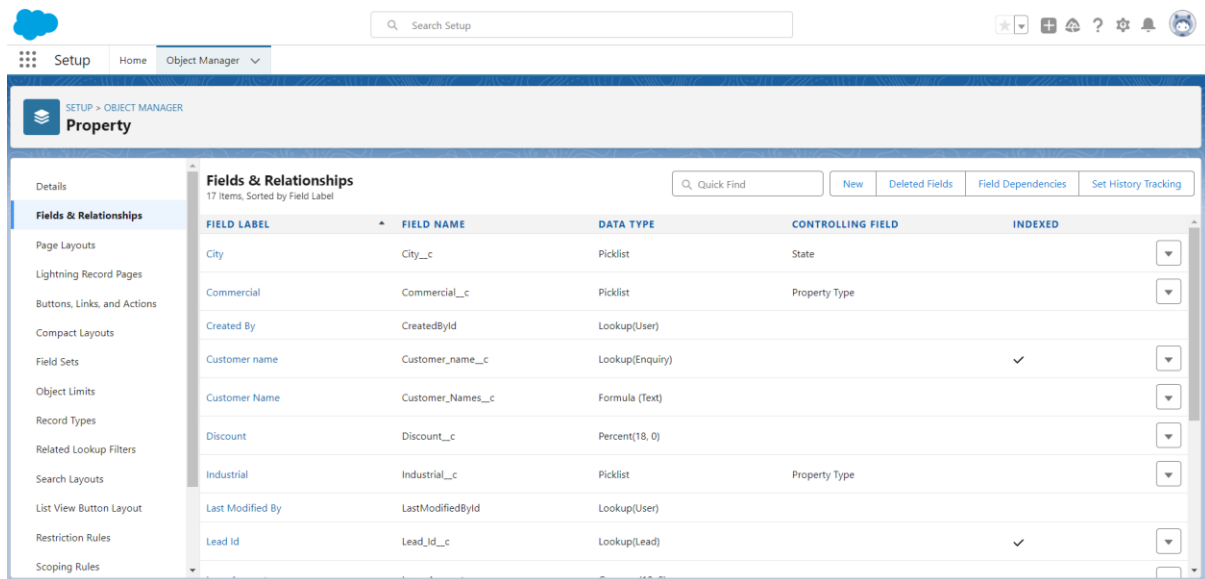 Search Setup
Setup
Home
Object Manager
SETUP > OBJECT MANAGER
Property
Details
Fields & Relationships
Page Layouts
Lightning Record Pages
Buttons, Links, and Actions
Compact Layouts
Field Sets
Object Limits
Record Types
Related Lookup Filters
Search Layouts
List View Button Layout
Restriction Rules
Scoping Rules
Fields & Relationships
17 Items, Sorted by Field Label
Quick Find
New
Deleted Fields
Field Dependencies
Set History Tracking
FIELD LABEL FIELD NAME DATA TYPE CONTROLLING FIELD INDEXED
City City__c Picklist State
Commercial Commercial__c Picklist Property Type
Created By CreatedById Lookup(User)
Customer name Customer_name__c Lookup(Enquiry)
Customer Name Customer_Names__c Formula (Text)
Discount Discount__c Percent(18, 0)
Industrial Industrial__c Picklist Property Type
Last Modified By LastModifiedById Lookup(User)
Lead Id Lead_Id__c Lookup(Lead)